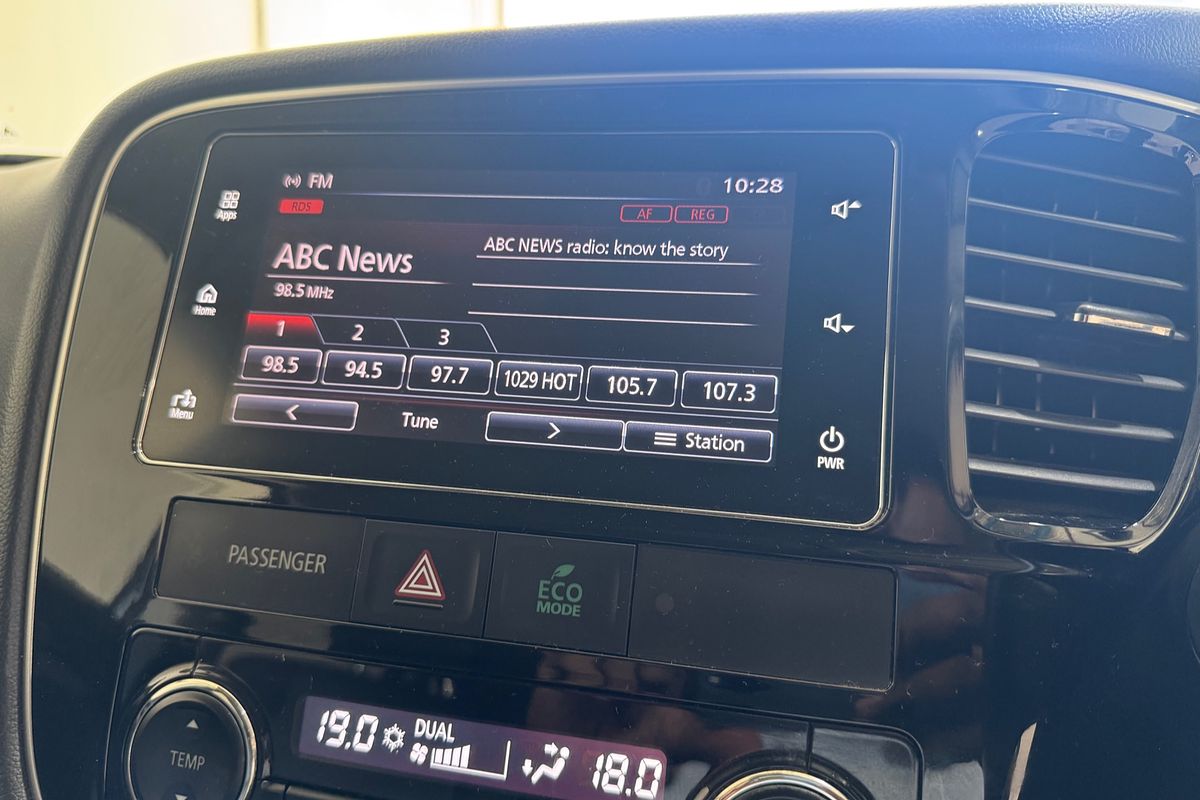 FM
10:28
Apps
RDS
AF REG
ABC News
ABC NEWS radio: know the story
98.5 MHz
Home
1 2 3
98.5 94.5 97.7 1029 HOT 105.7 107.3
Menu
< Tune > Station
PWR
PASSENGER
ECO
MODE
19.0 DUAL 18.0
TEMP